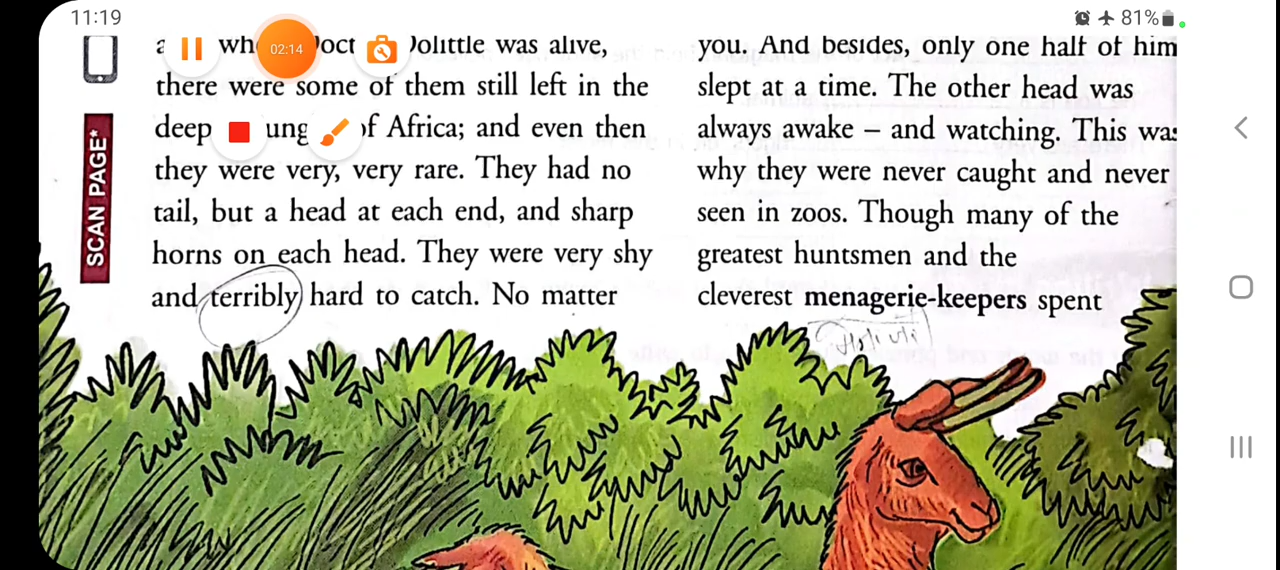 11:19
81%
02:14
SCAN PAGE*
was alive,
there were some of them still left in the
deep of Africa; and even then
they were very, very rare. They had no
tail, but a head at each end, and sharp
horns on each head. They were very shy
and terribly hard to catch. No matter
you. And besides, only one half of him
slept at a time. The other head was
always awake – and watching. This was
why they were never caught and never
seen in zoos. Though many of the
greatest huntsmen and the
cleverest menagerie-keepers spent